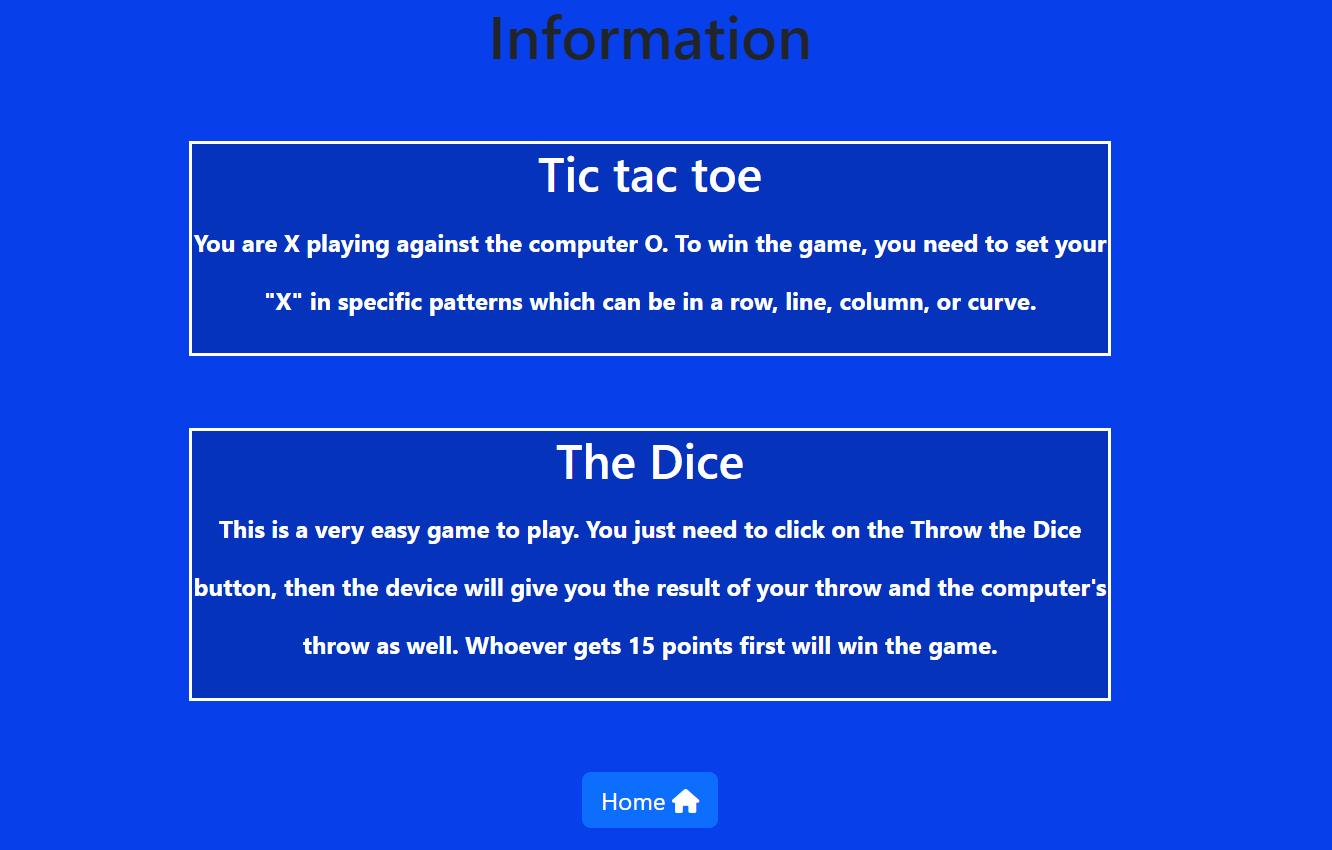 Information
Tic tac toe
You are X playing against the computer O. To win the game, you need to set your
"X" in specific patterns which can be in a row, line, column, or curve.
The Dice
This is a very easy game to play. You just need to click on the Throw the Dice
button, then the device will give you the result of your throw and the computer's
throw as well. Whoever gets 15 points first will win the game.
Home